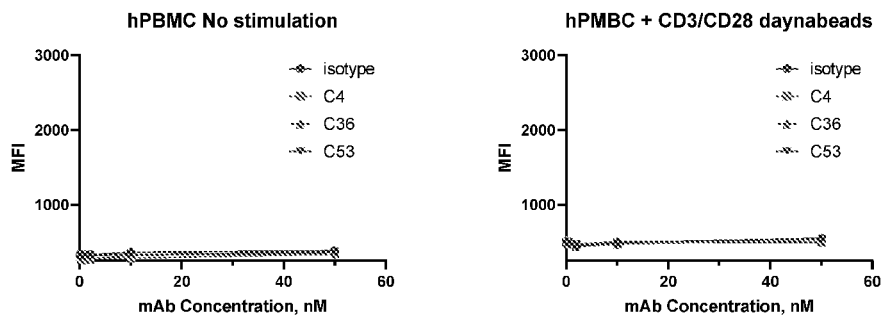 hPBMC No stimulation
isotype
C4
C36
C53
3000
2000
1000
MFI
0
20
40
60
mAb Concentration, nM
hPMBC + CD3/CD28 daynabeads
isotype
C4
C36
C53
3000
2000
1000
MFI
0
20
40
60
mAb Concentration, nM